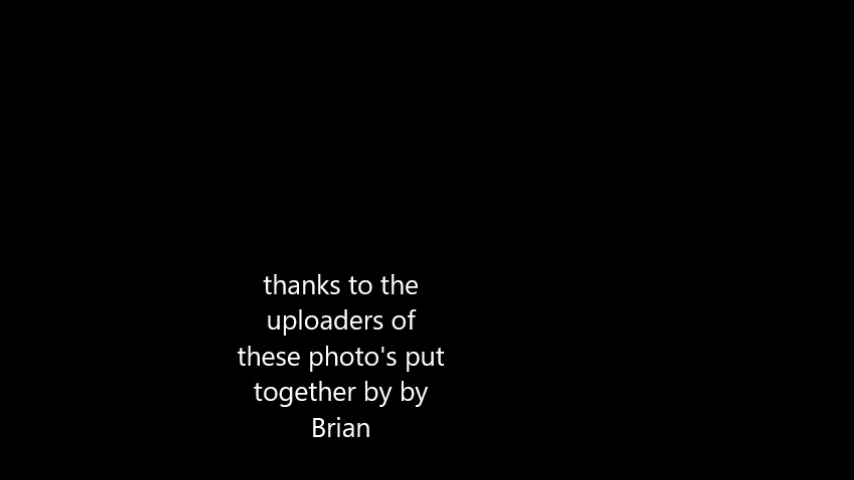 thanks to the
uploaders of
these photo's put
together by by
Brian